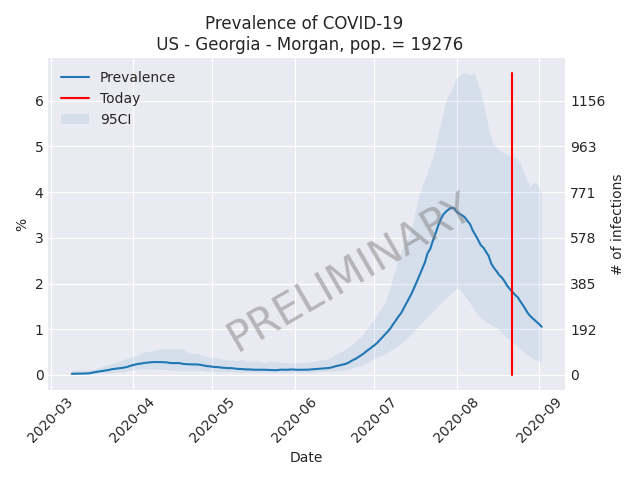 Prevalence of COVID-19
US - Georgia - Morgan, pop. = 19276
Prevalence
Today
95CI
6
5
4
3
2
1
0
%
1156
963
771
578
385
192
0
# of infections
PRELIMINARY
2020-03
2020-04
2020-05
2020-06
2020-07
2020-08
2020-09
Date